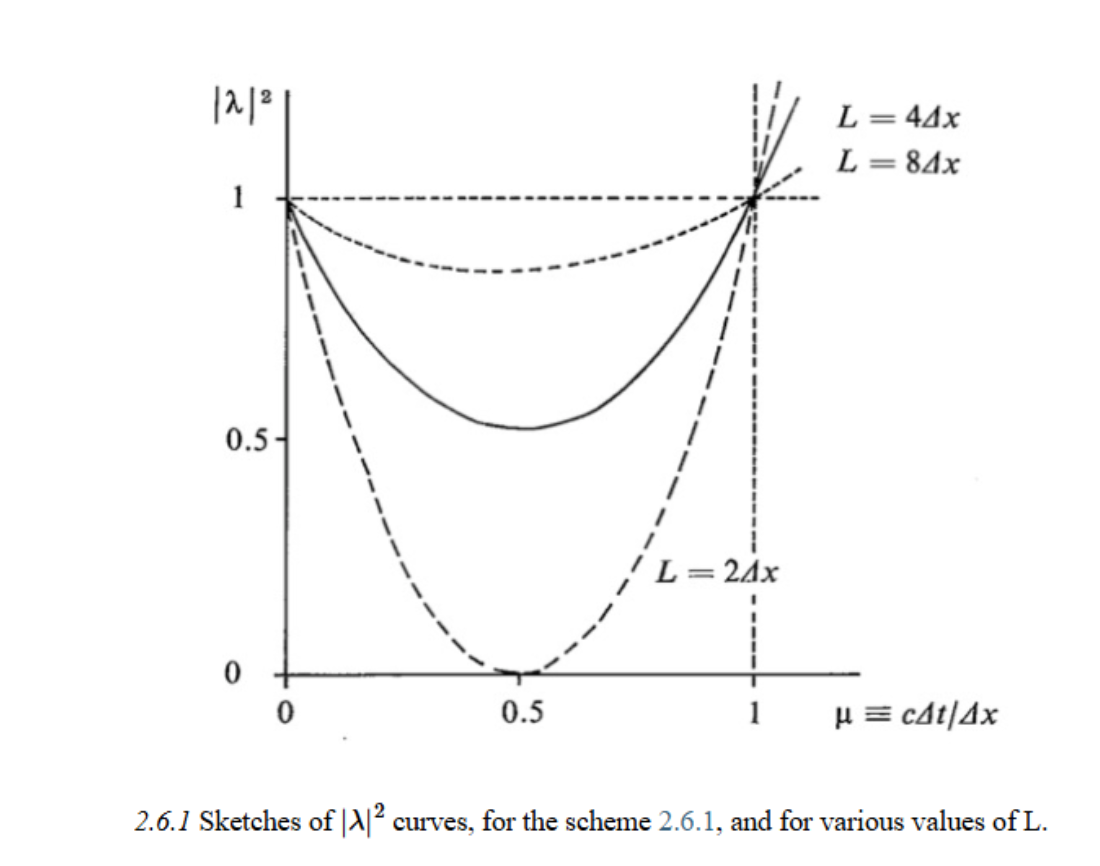 |λ|²
L = 4Δx
L = 8Δx
1
0.5
L = 2Δx
0
0
0.5
1
μ ≡ cΔt/Δx
2.6.1 Sketches of |λ|² curves, for the scheme 2.6.1, and for various values of L.